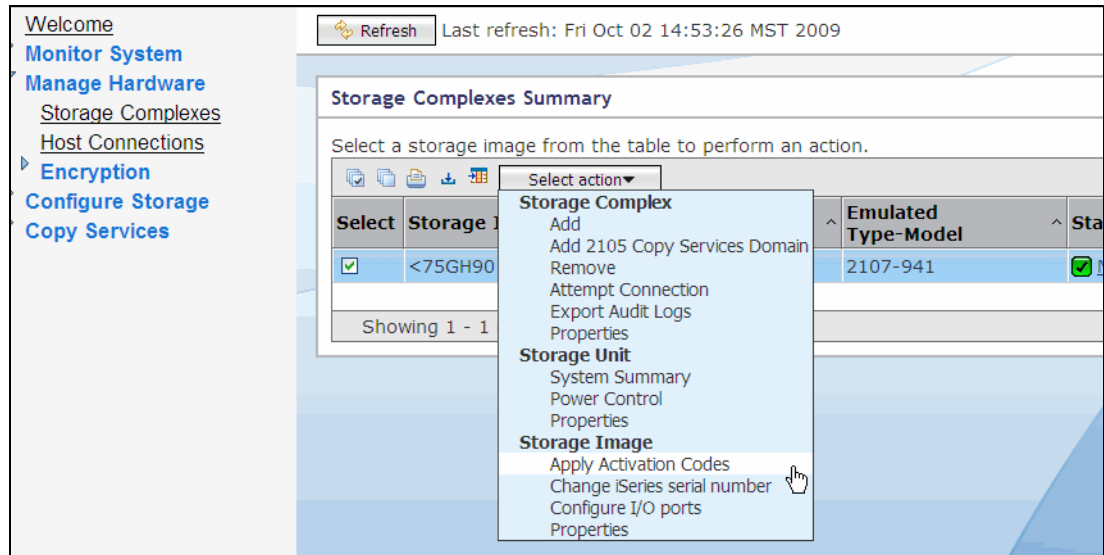 Welcome
Monitor System
Manage Hardware
Storage Complexes
Host Connections
Encryption
Configure Storage
Copy Services
Refresh Last refresh: Fri Oct 02 14:53:26 MST 2009
Storage Complexes Summary
Select a storage image from the table to perform an action.
Select action
Select Storage Emulated Type-Model
<75GH90 2107-941
Showing 1 - 1
Storage Complex
Add
Add 2105 Copy Services Domain
Remove
Attempt Connection
Export Audit Logs
Properties
Storage Unit
System Summary
Power Control
Properties
Storage Image
Apply Activation Codes
Change iSeries serial number
Configure I/O ports
Properties